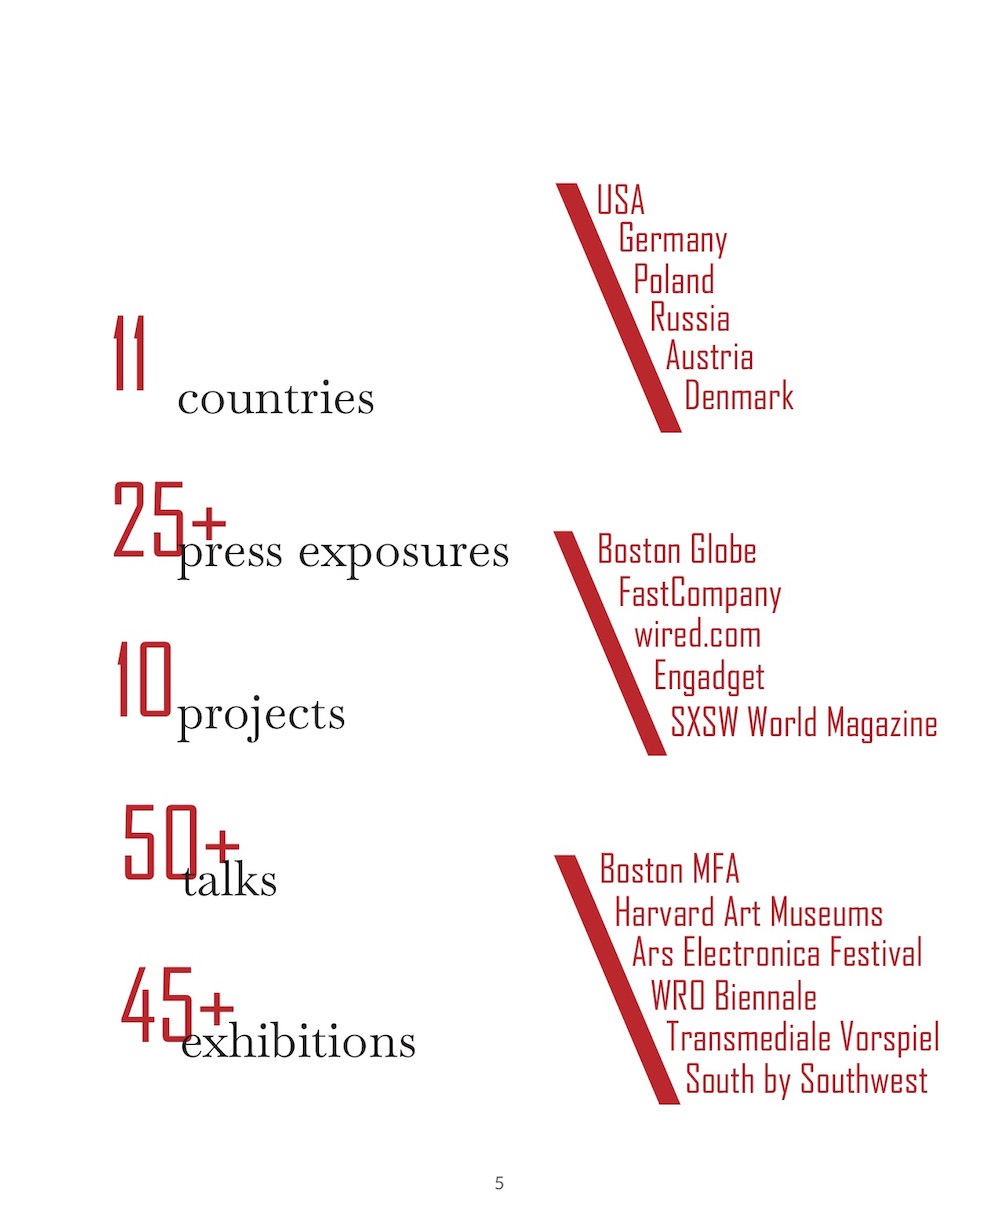 11
countries
25+
press exposures
10
projects
50+
talks
45+
exhibitions
USA
Germany
Poland
Russia
Austria
Denmark
Boston Globe
FastCompany
wired.com
Engadget
SXSW World Magazine
Boston MFA
Harvard Art Museums
Ars Electronica Festival
WRO Biennale
Transmediale Vorspiel
South by Southwest
5